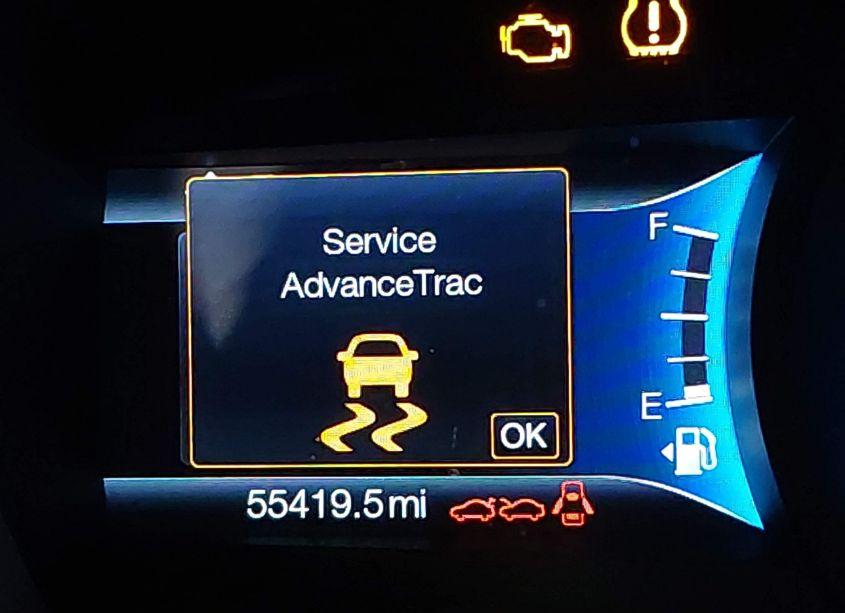 Service
AdvanceTrac
F
E
OK
55419.5mi